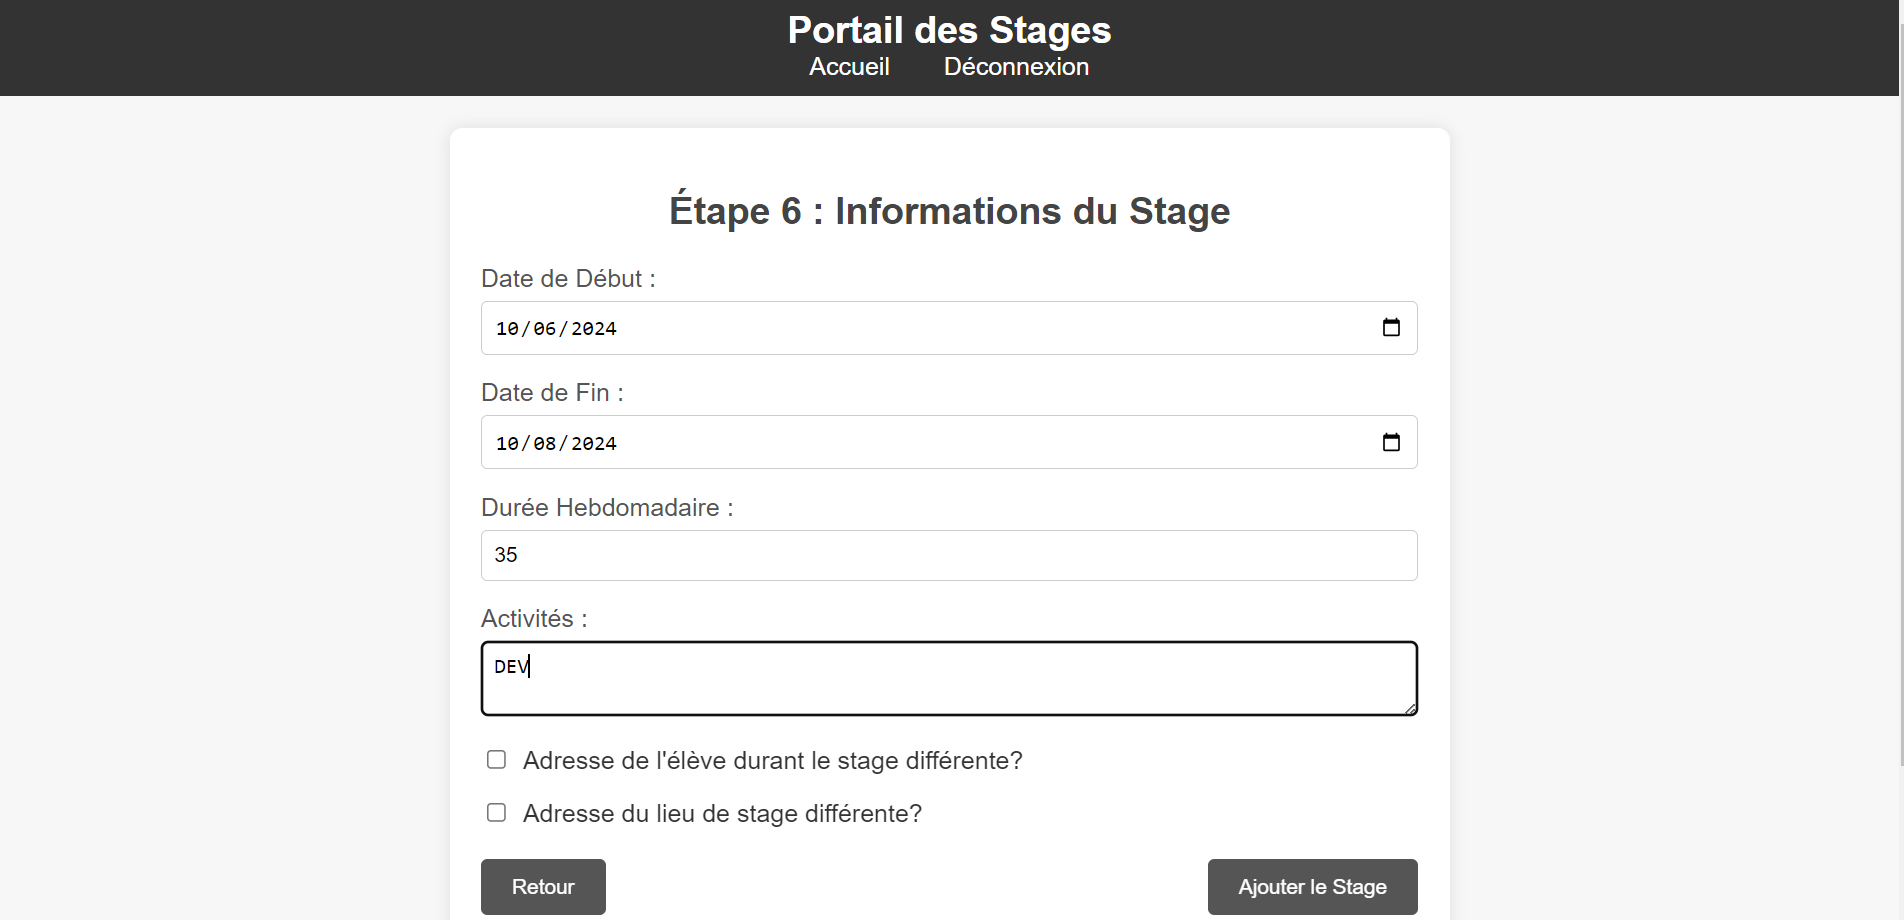 Portail des Stages
Accueil Déconnexion
Étape 6 : Informations du Stage
Date de Début :
10/06/2024
Date de Fin :
10/08/2024
Durée Hebdomadaire :
35
Activités :
DEV
Adresse de l'élève durant le stage différente?
Adresse du lieu de stage différente?
Retour Ajouter le Stage